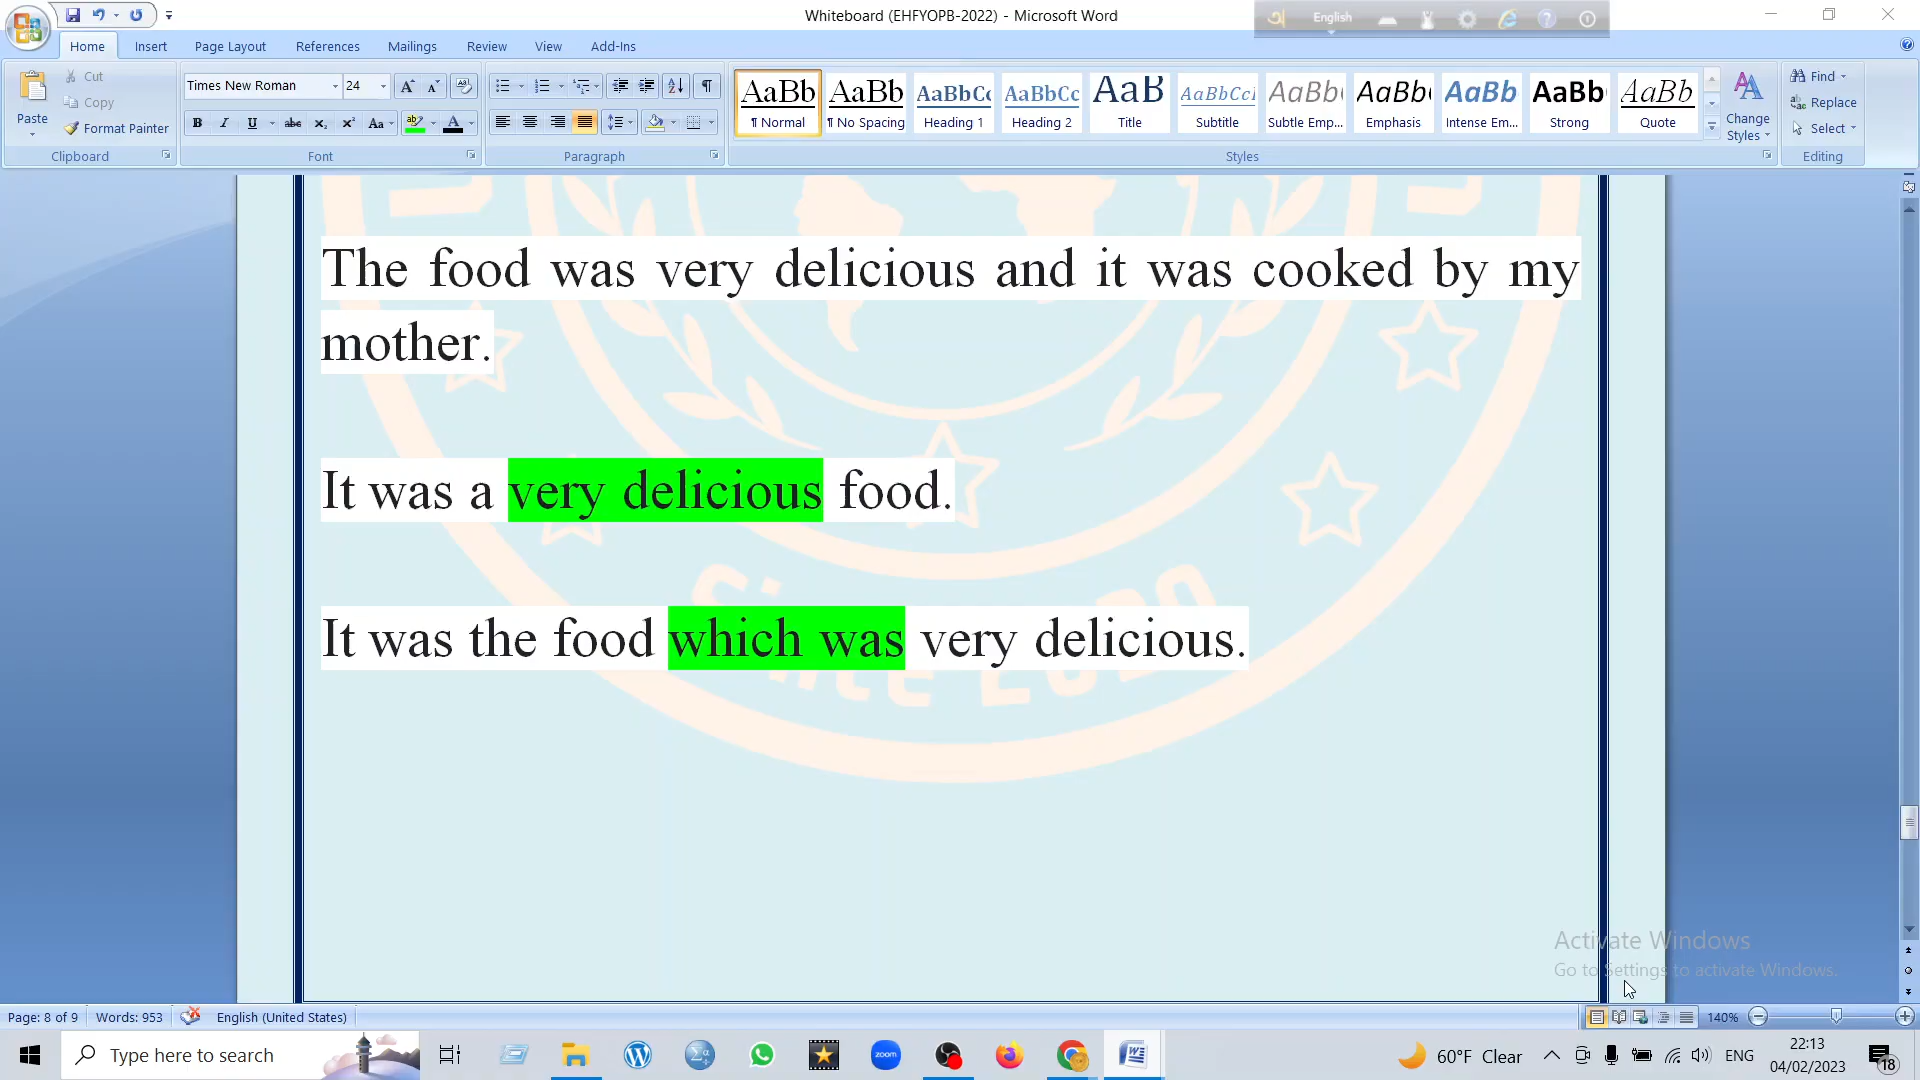 Whiteboard (EHFYOPB-2022) - Microsoft Word
English
Home Insert Page Layout References Mailings Review View Add-Ins
Paste
Cut
Copy
Format Painter
Clipboard
Times New Roman 24
Font
Paragraph
AaBb AaBb AaBbCc AaBbCc AaB AaBbCcI AaBb( AaBb( AaBb AaBb AaBb
¶ Normal ¶ No Spacing Heading 1 Heading 2 Title Subtitle Subtle Emp... Emphasis Intense Em... Strong Quote
Change
Styles
Styles
Find
Replace
Select
Editing
The food was very delicious and it was cooked by my
mother.
It was a very delicious food.
It was the food which was very delicious.
Since 2020
Activate Windows
Go to Settings to activate Windows.
Page: 8 of 9 Words: 953 English (United States) 140%
Type here to search
zoom
60°F Clear
ENG
22:13
04/02/2023
18